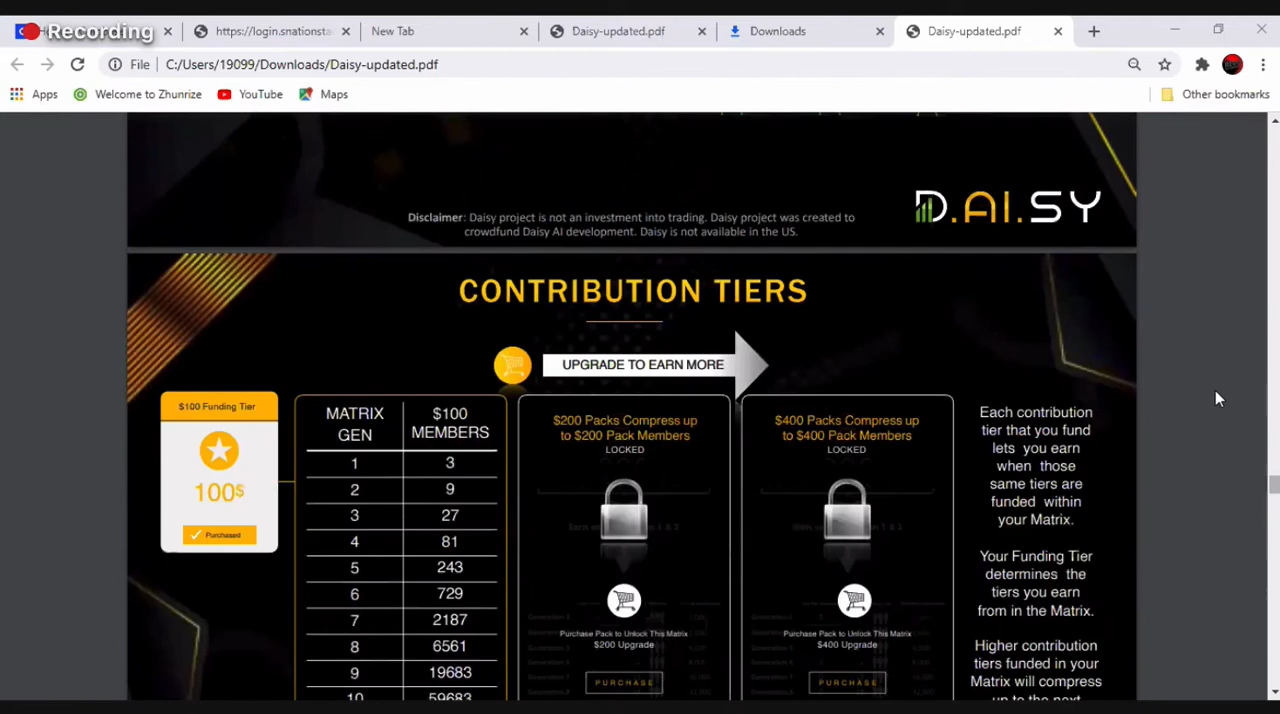 Recording
https://login.snationsta
New Tab
Daisy-updated.pdf
Downloads
Daisy-updated.pdf
File
C:/Users/19099/Downloads/Daisy-updated.pdf
Apps
Welcome to Zhunrize
YouTube
Maps
Other bookmarks
Disclaimer: Daisy project is not an investment into trading. Daisy project was created to
crowdfund Daisy AI development. Daisy is not available in the US.
D.AI.SY
CONTRIBUTION TIERS
UPGRADE TO EARN MORE
$100 Funding Tier
100$
Purchased
MATRIX GEN $100 MEMBERS
1 3
2 9
3 27
4 81
5 243
6 729
7 2187
8 6561
9 19683
10 59683
$200 Packs Compress up
to $200 Pack Members
LOCKED
Purchase Pack to Unlock This Matrix
$200 Upgrade
PURCHASE
$400 Packs Compress up
to $400 Pack Members
LOCKED
Purchase Pack to Unlock This Matrix
$400 Upgrade
PURCHASE
Each contribution
tier that you fund
lets you earn
when those
same tiers are
funded within
your Matrix.
Your Funding Tier
determines the
tiers you earn
from in the Matrix.
Higher contribution
tiers funded in your
Matrix will compress
up to the next